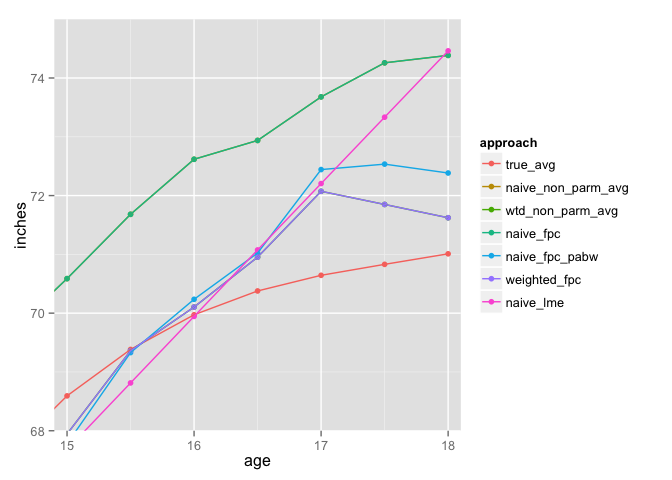 74
72
70
68
inches
15
16
17
18
age
approach
true_avg
naive_non_parm_avg
wtd_non_parm_avg
naive_fpc
naive_fpc_pabw
weighted_fpc
naive_lme